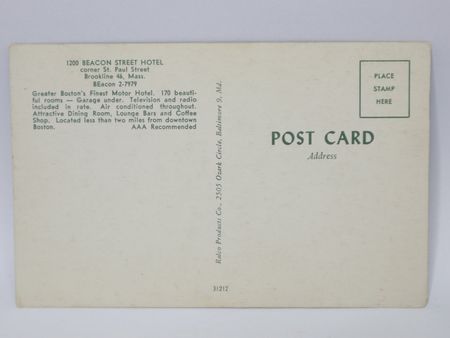 1200 BEACON STREET HOTEL
corner St. Paul Street
Brookline 46, Mass.
BEacon 2-7979
Greater Boston's Finest Motor Hotel. 170 beauti-
ful rooms — Garage under. Television and radio
included in rate. Air conditioned throughout.
Attractive Dining Room, Lounge Bars and Coffee
Shop. Located less than two miles from downtown
Boston. AAA Recommended
Rolco Products Co., 2505 Ozark Circle, Baltimore 9, Md.
31212
PLACE
STAMP
HERE
POST CARD
Address